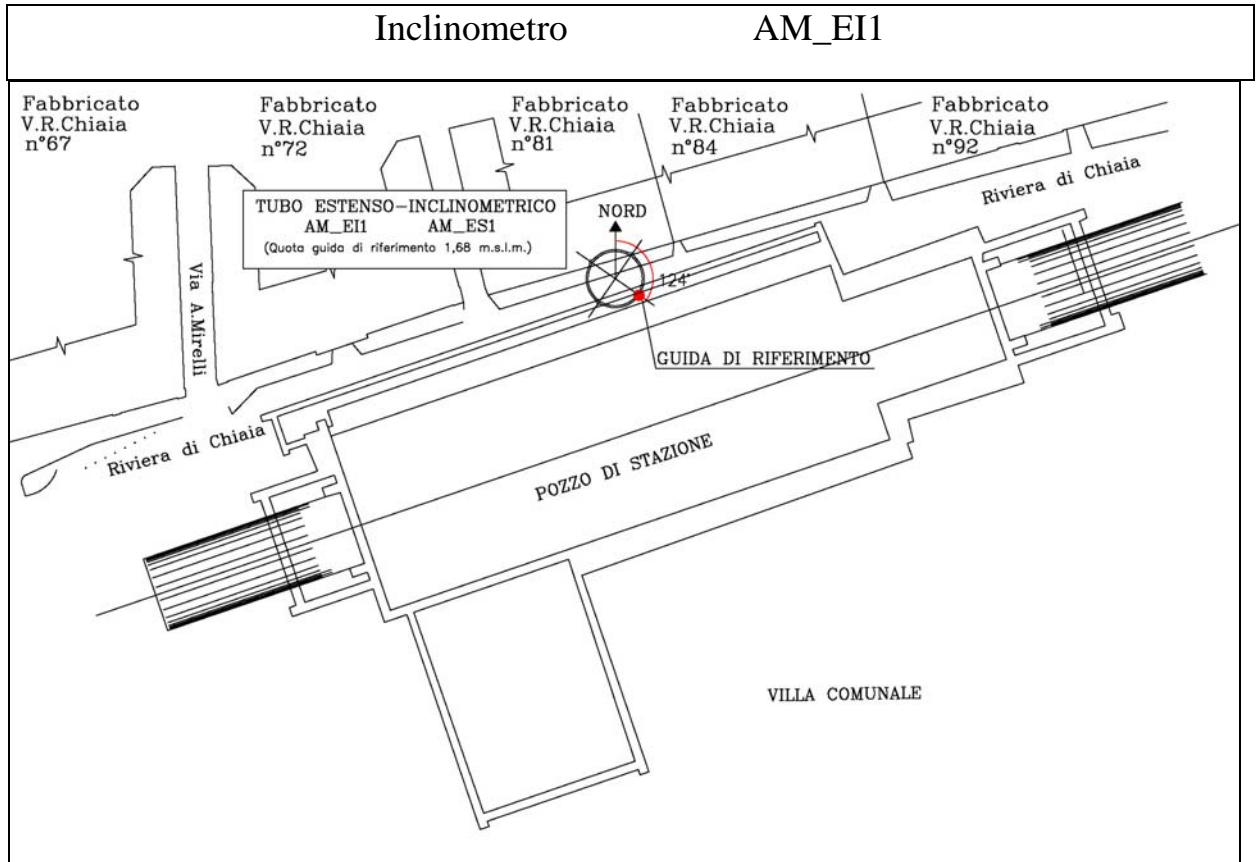 Inclinometro AM_EI1
Fabbricato
V.R.Chiaia
n°67
Fabbricato
V.R.Chiaia
n°72
Fabbricato
V.R.Chiaia
n°81
Fabbricato
V.R.Chiaia
n°84
Fabbricato
V.R.Chiaia
n°92
Riviera di Chiaia
TUBO ESTENSO-INCLINOMETRICO
AM_EI1 AM_ES1
(Quota guida di riferimento 1,68 m.s.l.m.)
NORD
124°
Via A.Mirelli
GUIDA DI RIFERIMENTO
Riviera di Chiaia
POZZO DI STAZIONE
VILLA COMUNALE